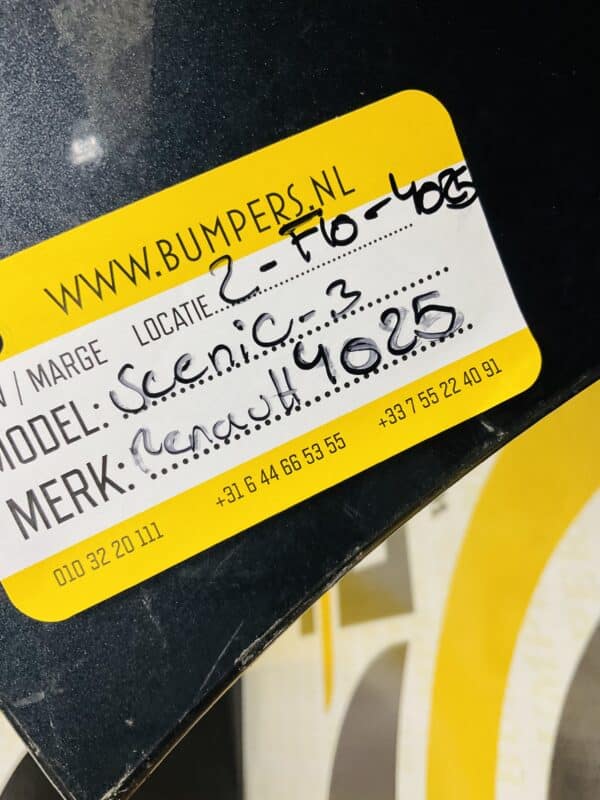 WWW.BUMPERS.NL
N / MARGE LOCATIE 2-F10-4025
MODEL: Scenic-3
MERK: Renault 4025
010 32 20 111 +31 6 44 66 53 55 +33 7 55 22 40 91